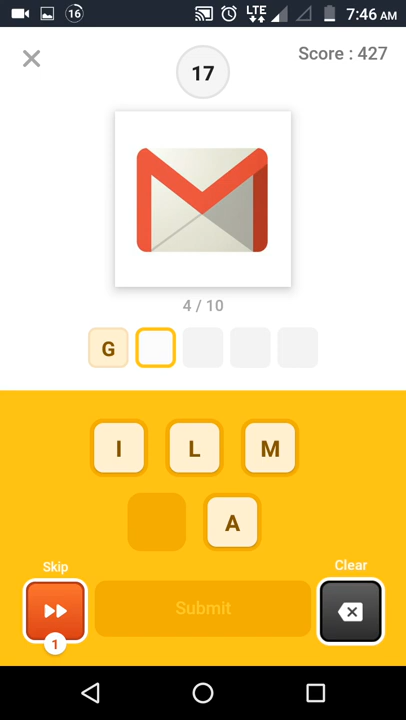 16 LTE 7:46 AM
17
Score : 427
4 / 10
G
I L M
A
Skip
Clear
Submit
1